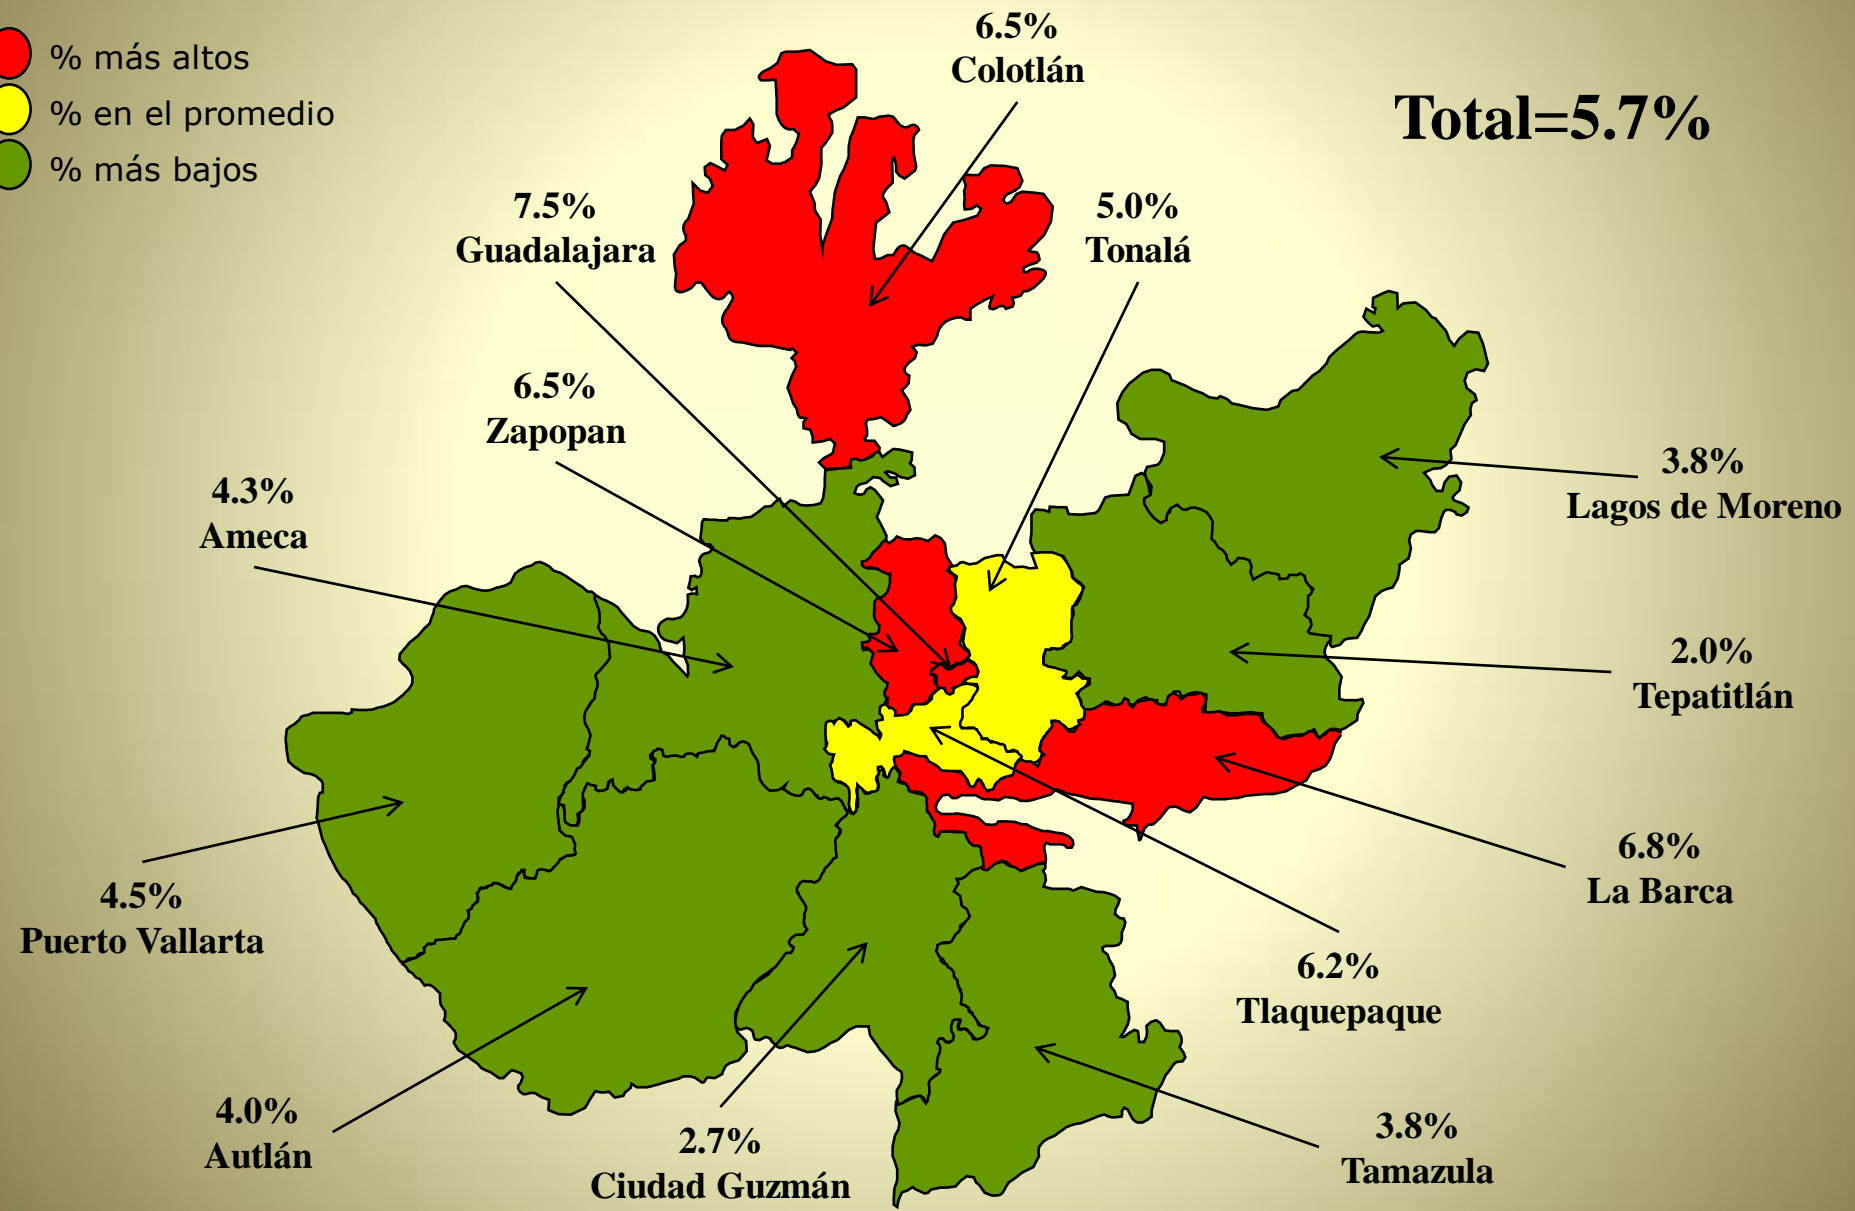 % más altos
% en el promedio
% más bajos
Total=5.7%
6.5%
Colotlán
7.5%
Guadalajara
5.0%
Tonalá
6.5%
Zapopan
4.3%
Ameca
3.8%
Lagos de Moreno
2.0%
Tepatitlán
6.8%
La Barca
4.5%
Puerto Vallarta
6.2%
Tlaquepaque
4.0%
Autlán
2.7%
Ciudad Guzmán
3.8%
Tamazula